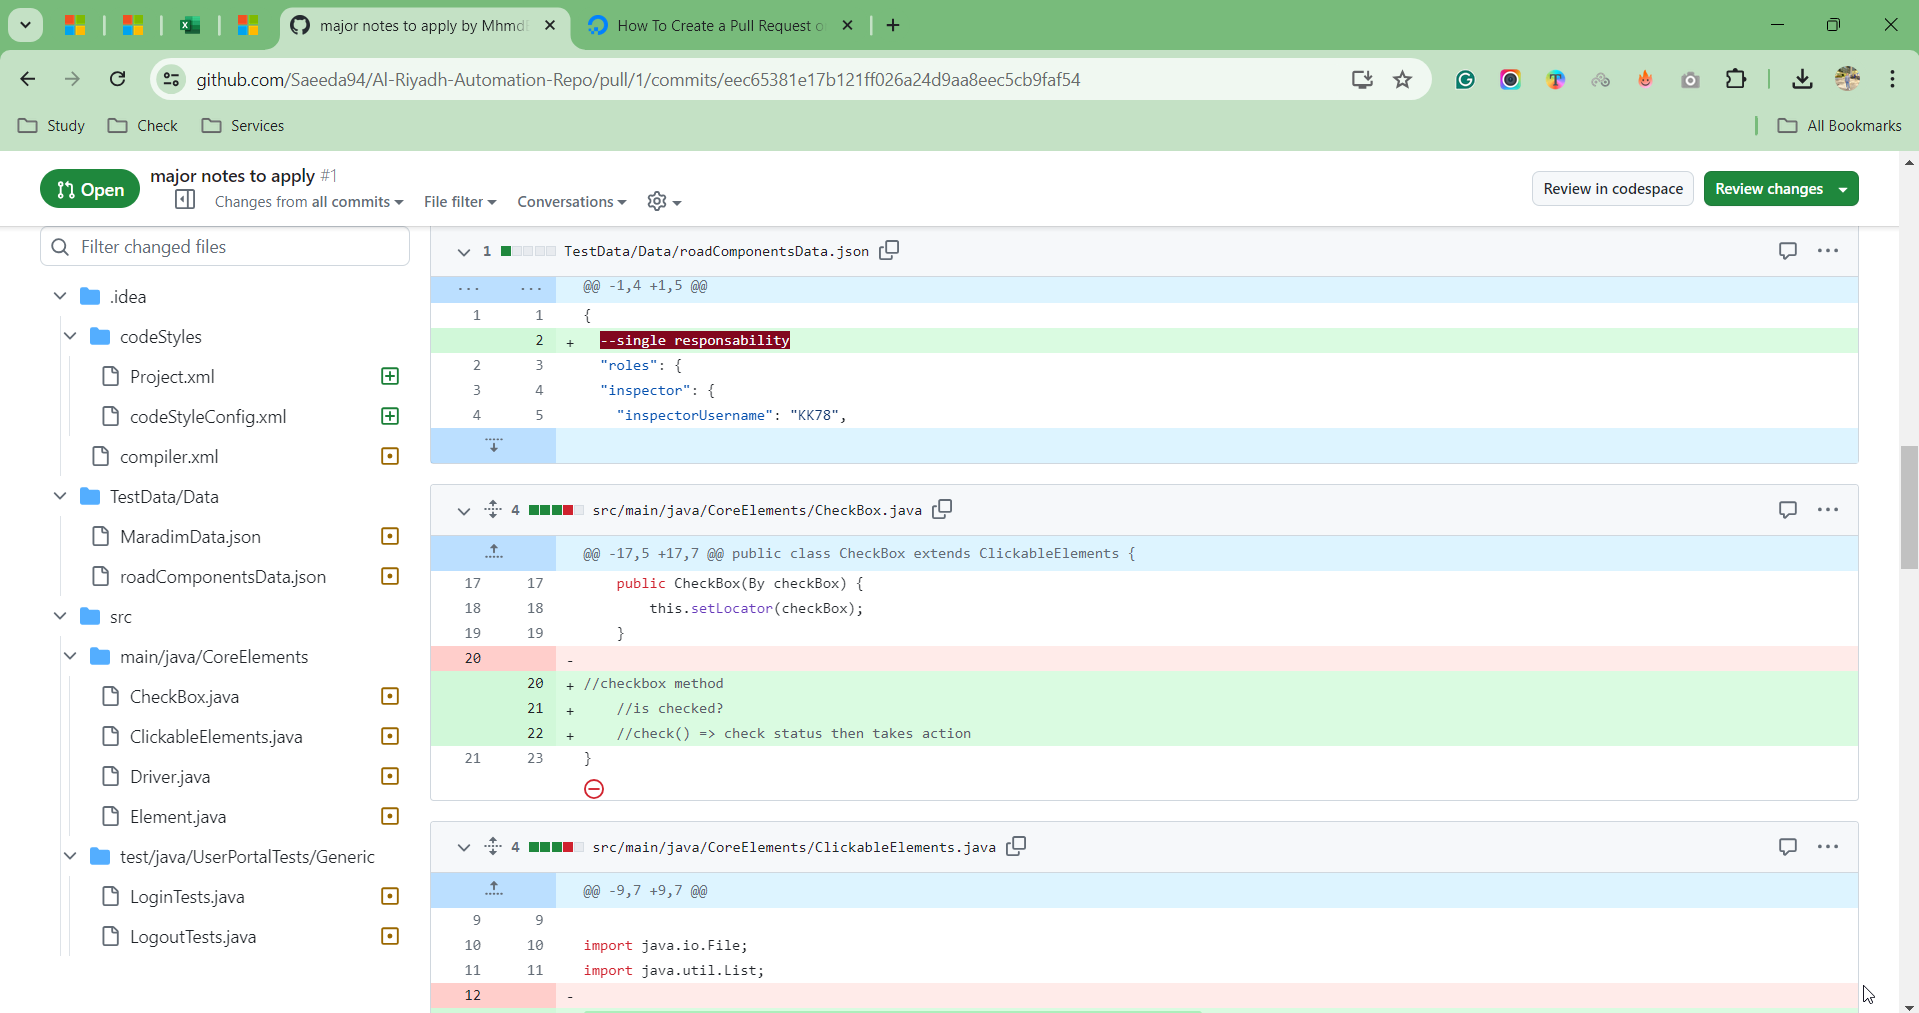 major notes to apply by Mhmd
How To Create a Pull Request o
github.com/Saeeda94/Al-Riyadh-Automation-Repo/pull/1/commits/eec65381e17b121ff026a24d9aa8eec5cb9faf54
Study
Check
Services
All Bookmarks
Open
major notes to apply #1
Changes from all commits
File filter
Conversations
Review in codespace
Review changes
Filter changed files
.idea
codeStyles
Project.xml
codeStyleConfig.xml
compiler.xml
TestData/Data
MaradimData.json
roadComponentsData.json
src
main/java/CoreElements
CheckBox.java
ClickableElements.java
Driver.java
Element.java
test/java/UserPortalTests/Generic
LoginTests.java
LogoutTests.java
1 TestData/Data/roadComponentsData.json
... ... @@ -1,4 +1,5 @@
1 1 {
2 + --single responsability
2 3 "roles": {
3 4 "inspector": {
4 5 "inspectorUsername": "KK78",
4 src/main/java/CoreElements/CheckBox.java
@@ -17,5 +17,7 @@ public class CheckBox extends ClickableElements {
17 17 public CheckBox(By checkBox) {
18 18 this.setLocator(checkBox);
19 19 }
20 -
20 + //checkbox method
21 + //is checked?
22 + //check() => check status then takes action
21 23 }
4 src/main/java/CoreElements/ClickableElements.java
@@ -9,7 +9,7 @@
9 9
10 10 import java.io.File;
11 11 import java.util.List;
12 -